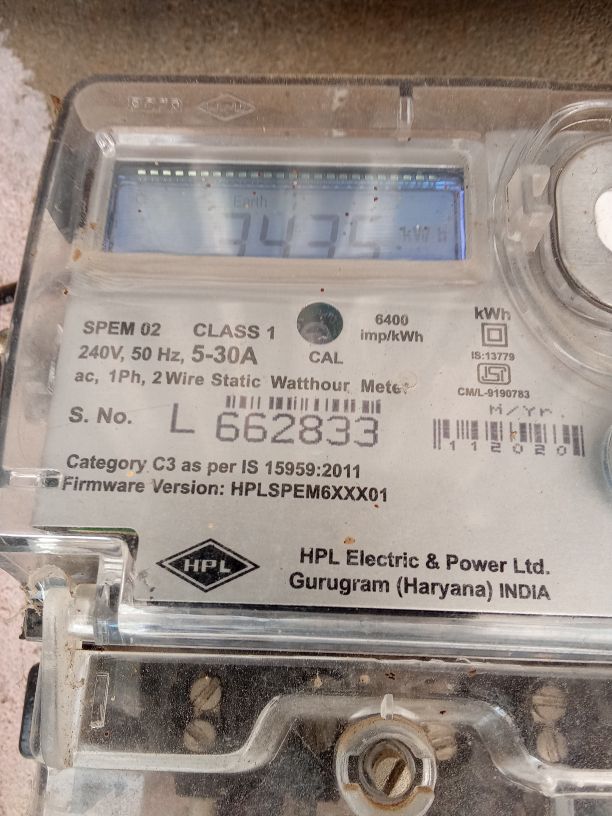 Earth
3435 kWh
SPEM 02 CLASS 1
240V, 50 Hz, 5-30A
ac, 1Ph, 2 Wire Static Watthour Meter
CAL
6400
imp/kWh
kWh
IS:13779
ISI
CM/L-9190783
M/Yr.
112020
S. No. L 662833
Category C3 as per IS 15959:2011
Firmware Version: HPLSPEM6XXX01
HPL
HPL Electric & Power Ltd.
Gurugram (Haryana) INDIA